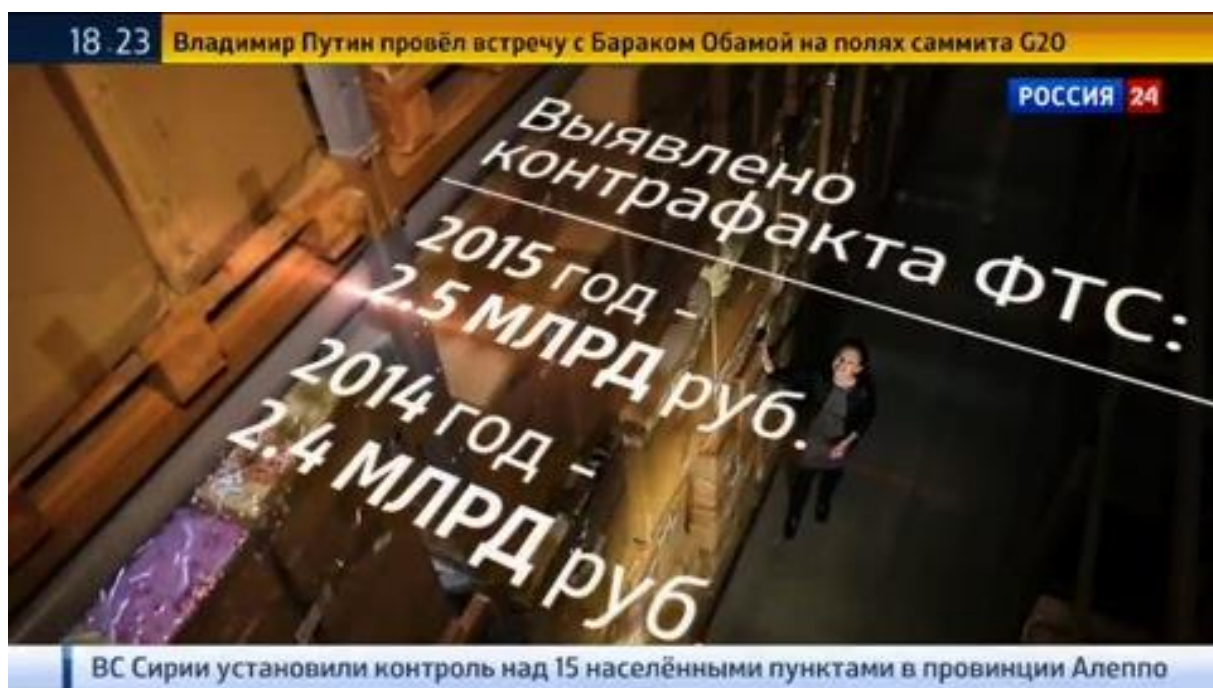 18:23 Владимир Путин провёл встречу с Бараком Обамой на полях саммита G20
РОССИЯ 24
Выявлено
контрафакта ФТС:
2015 год -
2.5 МЛРД руб.
2014 год -
2.4 МЛРД руб
ВС Сирии установили контроль над 15 населёнными пунктами в провинции Алеппо